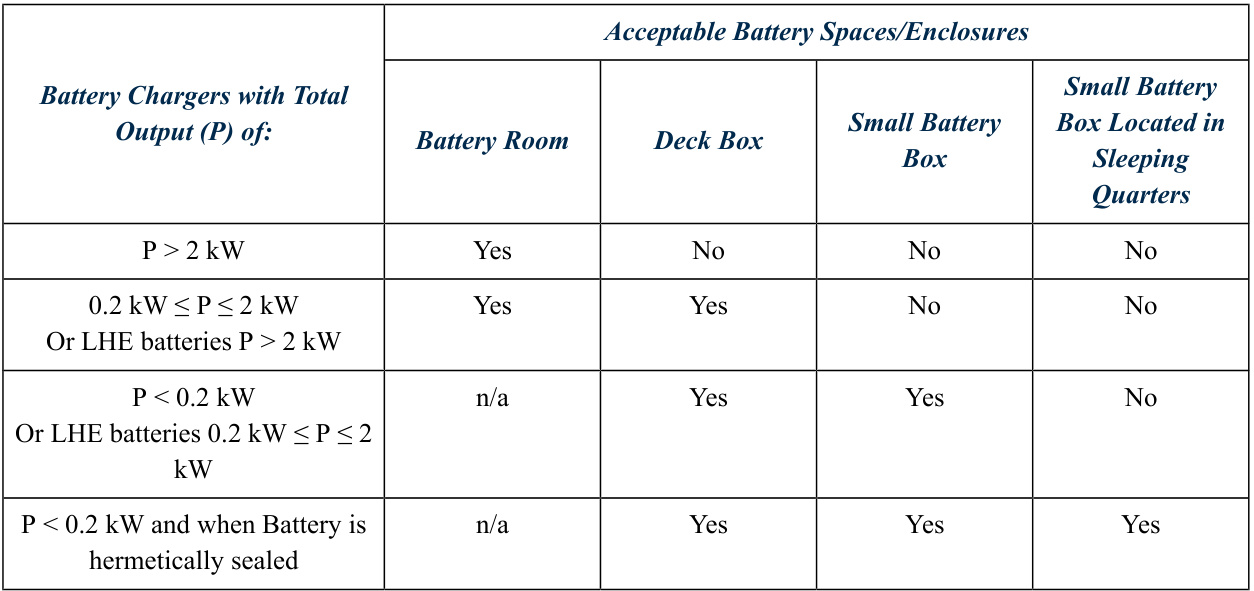 Acceptable Battery Spaces/Enclosures
Battery Chargers with Total
Output (P) of:
Battery Room
Deck Box
Small Battery
Box
Small Battery
Box Located in
Sleeping
Quarters
P > 2 kW
Yes
No
No
No
0.2 kW ≤ P ≤ 2 kW
Or LHE batteries P > 2 kW
Yes
Yes
No
No
P < 0.2 kW
Or LHE batteries 0.2 kW ≤ P ≤ 2
kW
n/a
Yes
Yes
No
P < 0.2 kW and when Battery is
hermetically sealed
n/a
Yes
Yes
Yes